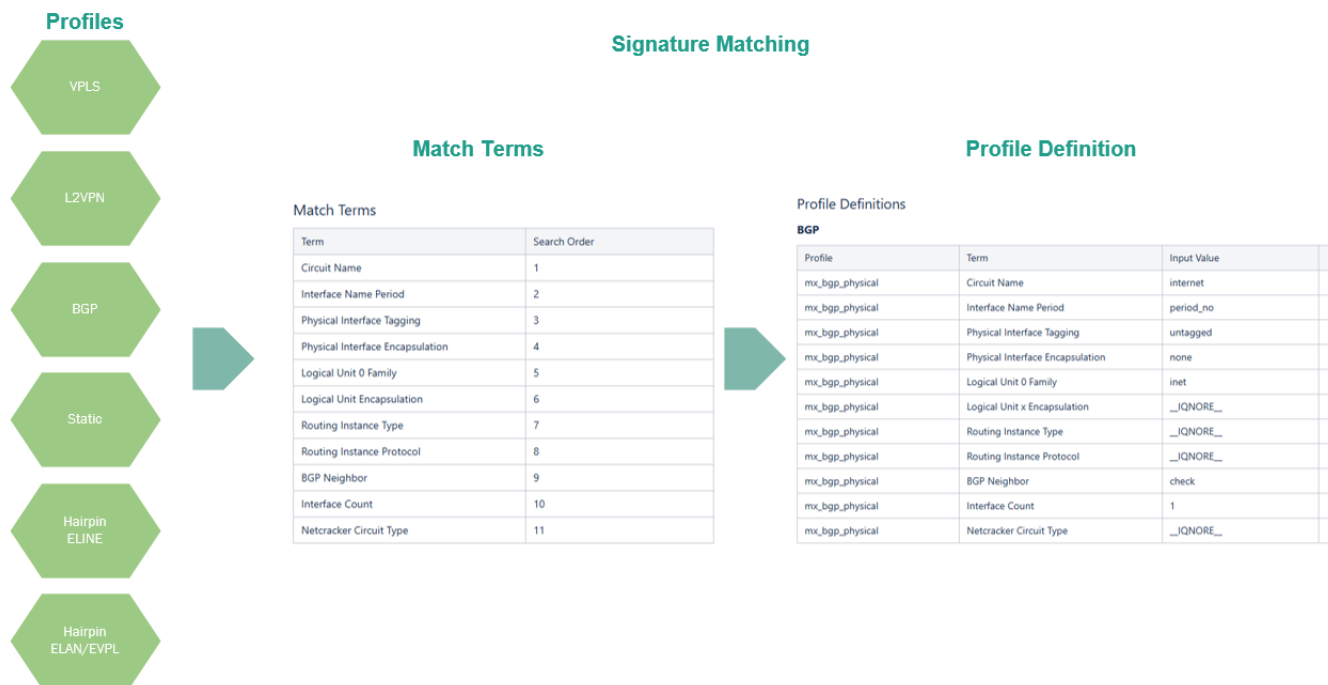 Profiles
VPLS
L2VPN
BGP
Static
Hairpin
ELINE
Hairpin
ELAN/EVPL
Signature Matching
Match Terms
Match Terms
Term Search Order
Circuit Name 1
Interface Name Period 2
Physical Interface Tagging 3
Physical Interface Encapsulation 4
Logical Unit 0 Family 5
Logical Unit Encapsulation 6
Routing Instance Type 7
Routing Instance Protocol 8
BGP Neighbor 9
Interface Count 10
Netcracker Circuit Type 11
Profile Definition
Profile Definitions
BGP
Profile Term Input Value
mx_bgp_physical Circuit Name internet
mx_bgp_physical Interface Name Period period_no
mx_bgp_physical Physical Interface Tagging untagged
mx_bgp_physical Physical Interface Encapsulation none
mx_bgp_physical Logical Unit 0 Family inet
mx_bgp_physical Logical Unit x Encapsulation __IQNORE__
mx_bgp_physical Routing Instance Type __IQNORE__
mx_bgp_physical Routing Instance Protocol __IQNORE__
mx_bgp_physical BGP Neighbor check
mx_bgp_physical Interface Count 1
mx_bgp_physical Netcracker Circuit Type __IQNORE__